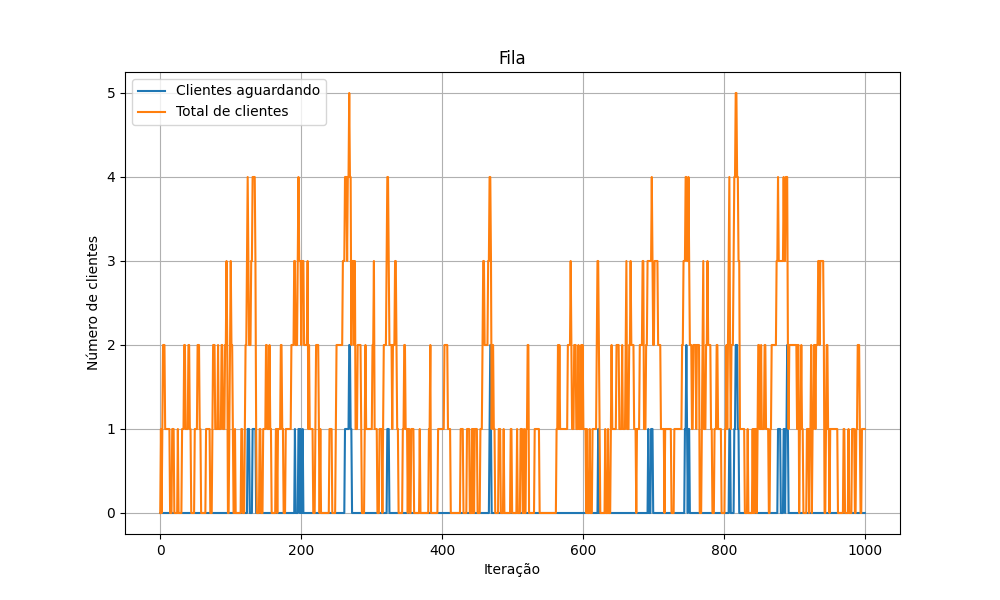 Fila
Clientes aguardando
Total de clientes
Número de clientes
5
4
3
2
1
0
0 200 400 600 800 1000
Iteração